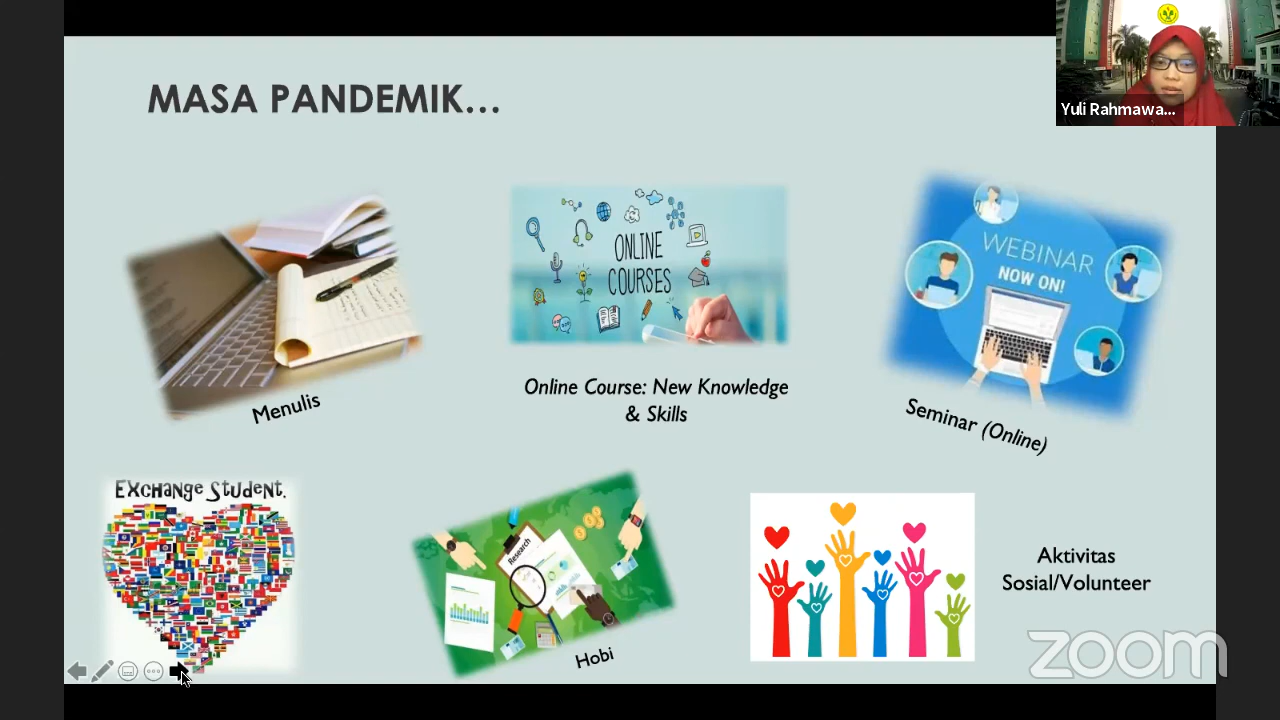 MASA PANDEMIK...
Yuli Rahmawa...
ONLINE
COURSES
WEBINAR
NOW ON!
Menulis
Online Course: New Knowledge
& Skills
Seminar (Online)
EXCHANGE STUDENT.
Research
Hobi
Aktivitas
Sosial/Volunteer
zoom